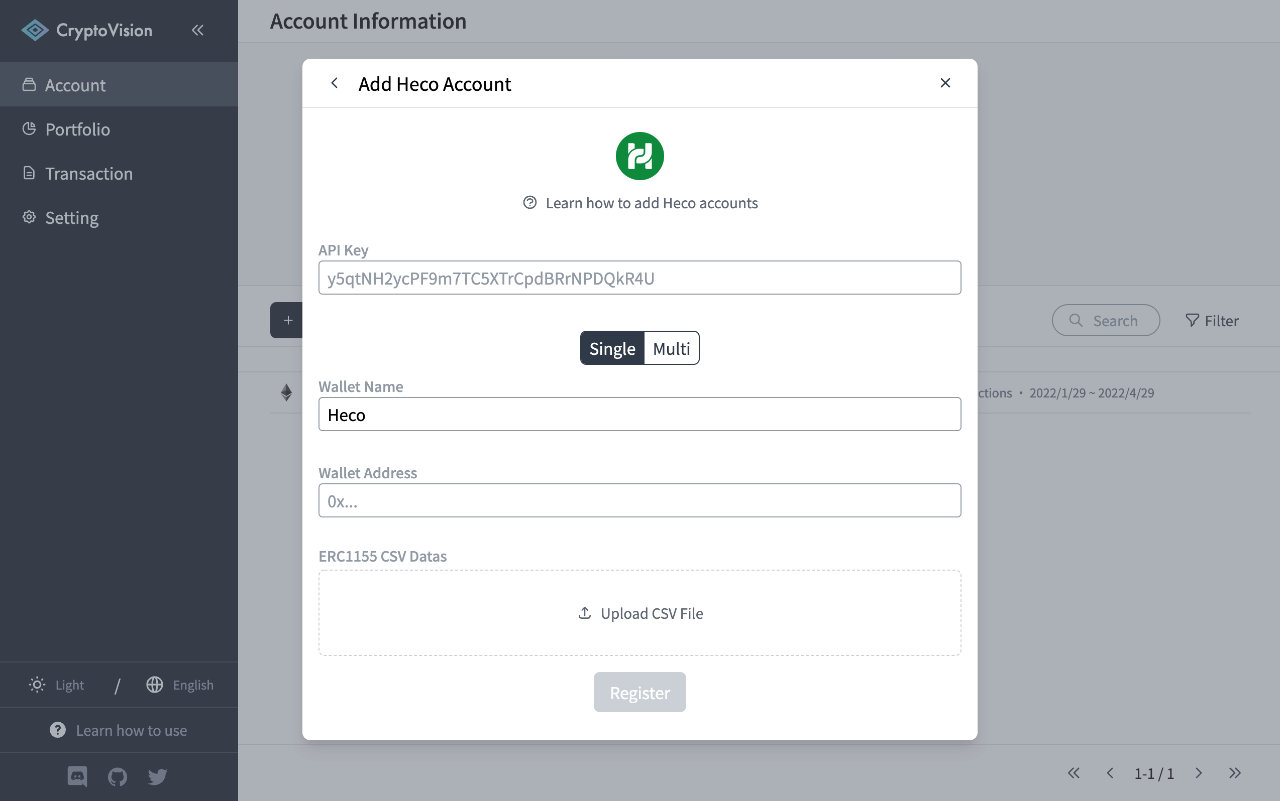 CryptoVision
Account
Portfolio
Transaction
Setting
Light / English
Learn how to use
Account Information
Add Heco Account
Learn how to add Heco accounts
API Key
y5qtNH2ycPF9m7TC5XTrCpdBRrNPDQkR4U
Single Multi
Wallet Name
Heco
Wallet Address
0x...
ERC1155 CSV Datas
Upload CSV File
Register
+
Search
Filter
ctions・2022/1/29 ~ 2022/4/29
1-1 / 1